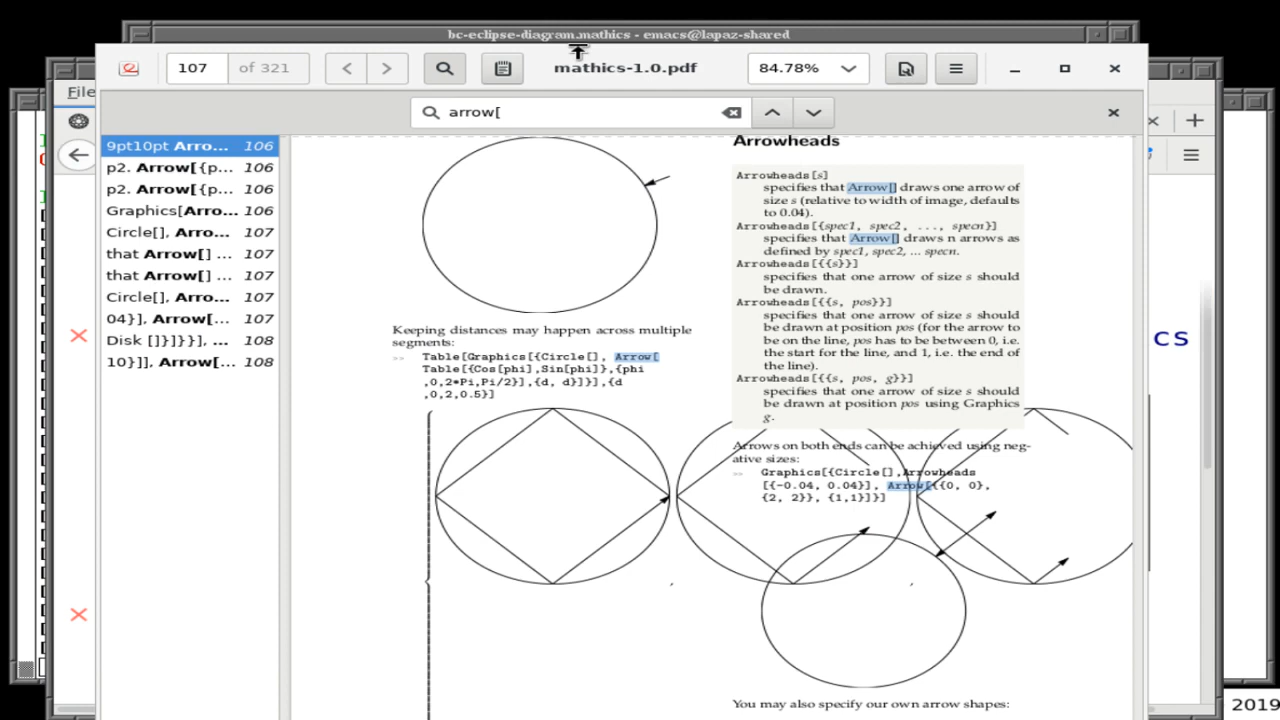 bc-eclipse-diagram.mathics - emacs@lapaz-shared
File
107 of 321
mathics-1.0.pdf
84.78%
arrow[
9pt10pt Arro... 106
p2. Arrow[{p... 106
p2. Arrow[{p... 106
Graphics[Arro... 106
Circle[], Arro... 107
that Arrow[] ... 107
that Arrow[] ... 107
Circle[], Arro... 107
04}], Arrow[... 107
Disk []}]}}], ... 108
10}]], Arrow[... 108
Keeping distances may happen across multiple
segments:
>> Table[Graphics[{Circle[], Arrow[
Table[{Cos[phi],Sin[phi]},{phi
,0,2*Pi,Pi/2}],{d, d}]}],{d
,0,2,0.5}]
,
,
Arrowheads
Arrowheads[s]
specifies that Arrow[] draws one arrow of
size s (relative to width of image, defaults
to 0.04).
Arrowheads[{spec1, spec2, ..., specn}]
specifies that Arrow[] draws n arrows as
defined by spec1, spec2, ... specn.
Arrowheads[{{s}}]
specifies that one arrow of size s should
be drawn.
Arrowheads[{{s, pos}}]
specifies that one arrow of size s should
be drawn at position pos (for the arrow to
be on the line, pos has to be between 0, i.e.
the start for the line, and 1, i.e. the end of
the line).
Arrowheads[{{s, pos, g}}]
specifies that one arrow of size s should
be drawn at position pos using Graphics
g.
Arrows on both ends can be achieved using neg-
ative sizes:
>> Graphics[{Circle[],Arrowheads
[{-0.04, 0.04}], Arrow[{{0, 0},
{2, 2}}, {1,1}]}]
You may also specify our own arrow shapes:
cs
2019